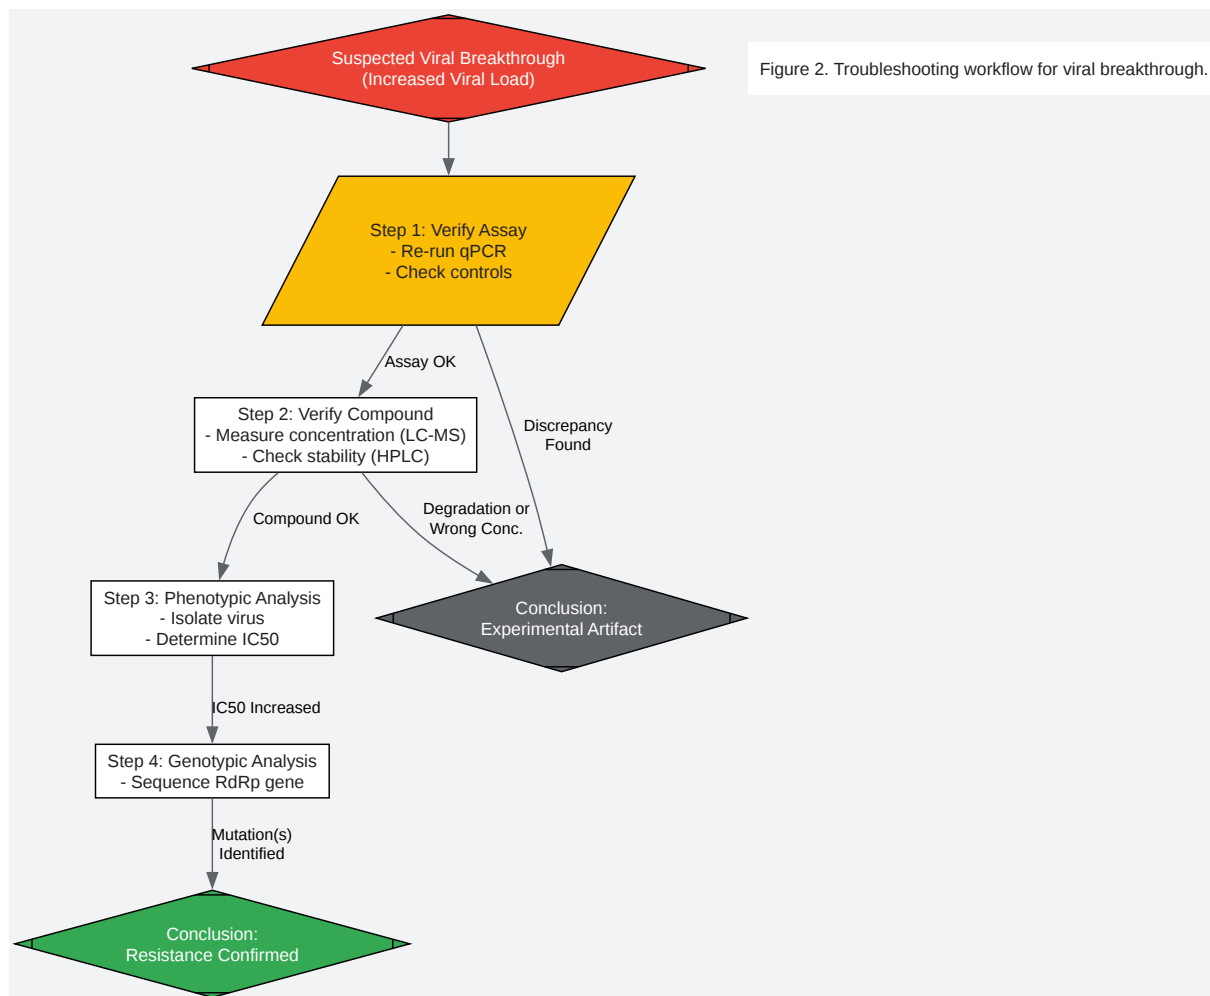 Suspected Viral Breakthrough
(Increased Viral Load)
Figure 2. Troubleshooting workflow for viral breakthrough.
Step 1: Verify Assay
- Re-run qPCR
- Check controls
Assay OK
Discrepancy
Found
Step 2: Verify Compound
- Measure concentration (LC-MS)
- Check stability (HPLC)
Compound OK
Degradation or
Wrong Conc.
Step 3: Phenotypic Analysis
- Isolate virus
- Determine IC50
Conclusion:
Experimental Artifact
IC50 Increased
Step 4: Genotypic Analysis
- Sequence RdRp gene
Mutation(s)
Identified
Conclusion:
Resistance Confirmed